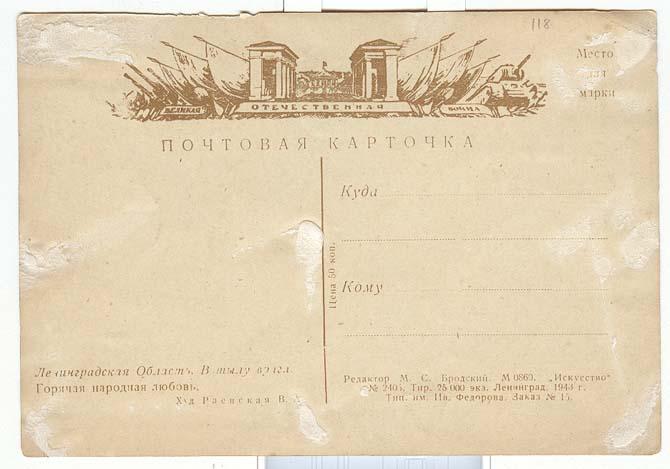 118
Место
для
марки
ВЕЛИКАЯ ОТЕЧЕСТВЕННАЯ ВОЙНА
ПОЧТОВАЯ КАРТОЧКА
Куда
Кому
Цена 50 коп.
Ленинградская Область. В тылу врага.
Горячая народная любовь.
Худ Раевская В.
Редактор М. С. Бродский. М 0869. „Искусство"
№ 2405. Тир. 25 000 экз. Ленинград, 1943 г.
Тип. им. Ив. Федорова. Заказ № 15.